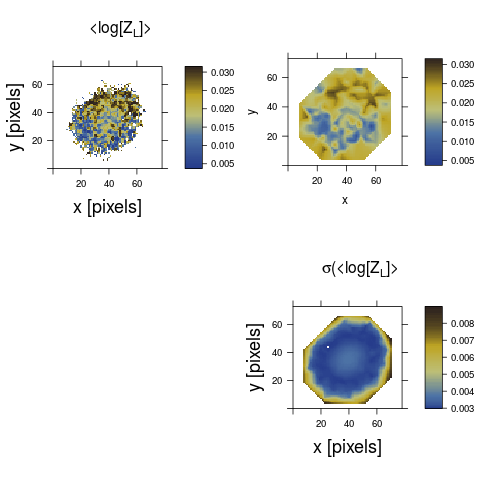 <log[Z_L]>
60
40
20
20 40 60
y [pixels]
x [pixels]
0.030
0.025
0.020
0.015
0.010
0.005
60
40
20
20 40 60
y
x
0.030
0.025
0.020
0.015
0.010
0.005
σ(<log[Z_L]>
60
40
20
20 40 60
y [pixels]
x [pixels]
0.008
0.007
0.006
0.005
0.004
0.003